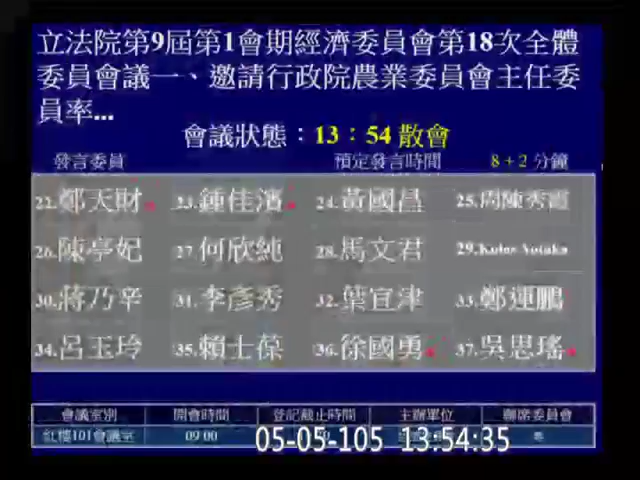 立法院第9屆第1會期經濟委員會第18次全體
委員會議一、邀請行政院農業委員會主任委
員率...
會議狀態：13：54散會
發言委員 預定發言時間 8+2 分鐘
22.鄭天財 23.鍾佳濱 24.黃國昌 25.周陳秀霞
26.陳亭妃 27.何欣純 28.馬文君 29.Kolas Yotaka
30.蔣乃辛 31.李彥秀 32.葉宜津 33.鄭運鵬
34.呂玉玲 35.賴士葆 36.徐國勇 37.吳思瑤
會議室別 開會時間 登記截止時間 主辦單位 聯席委員會
紅樓101會議室 09:00
05-05-105 13:54:35